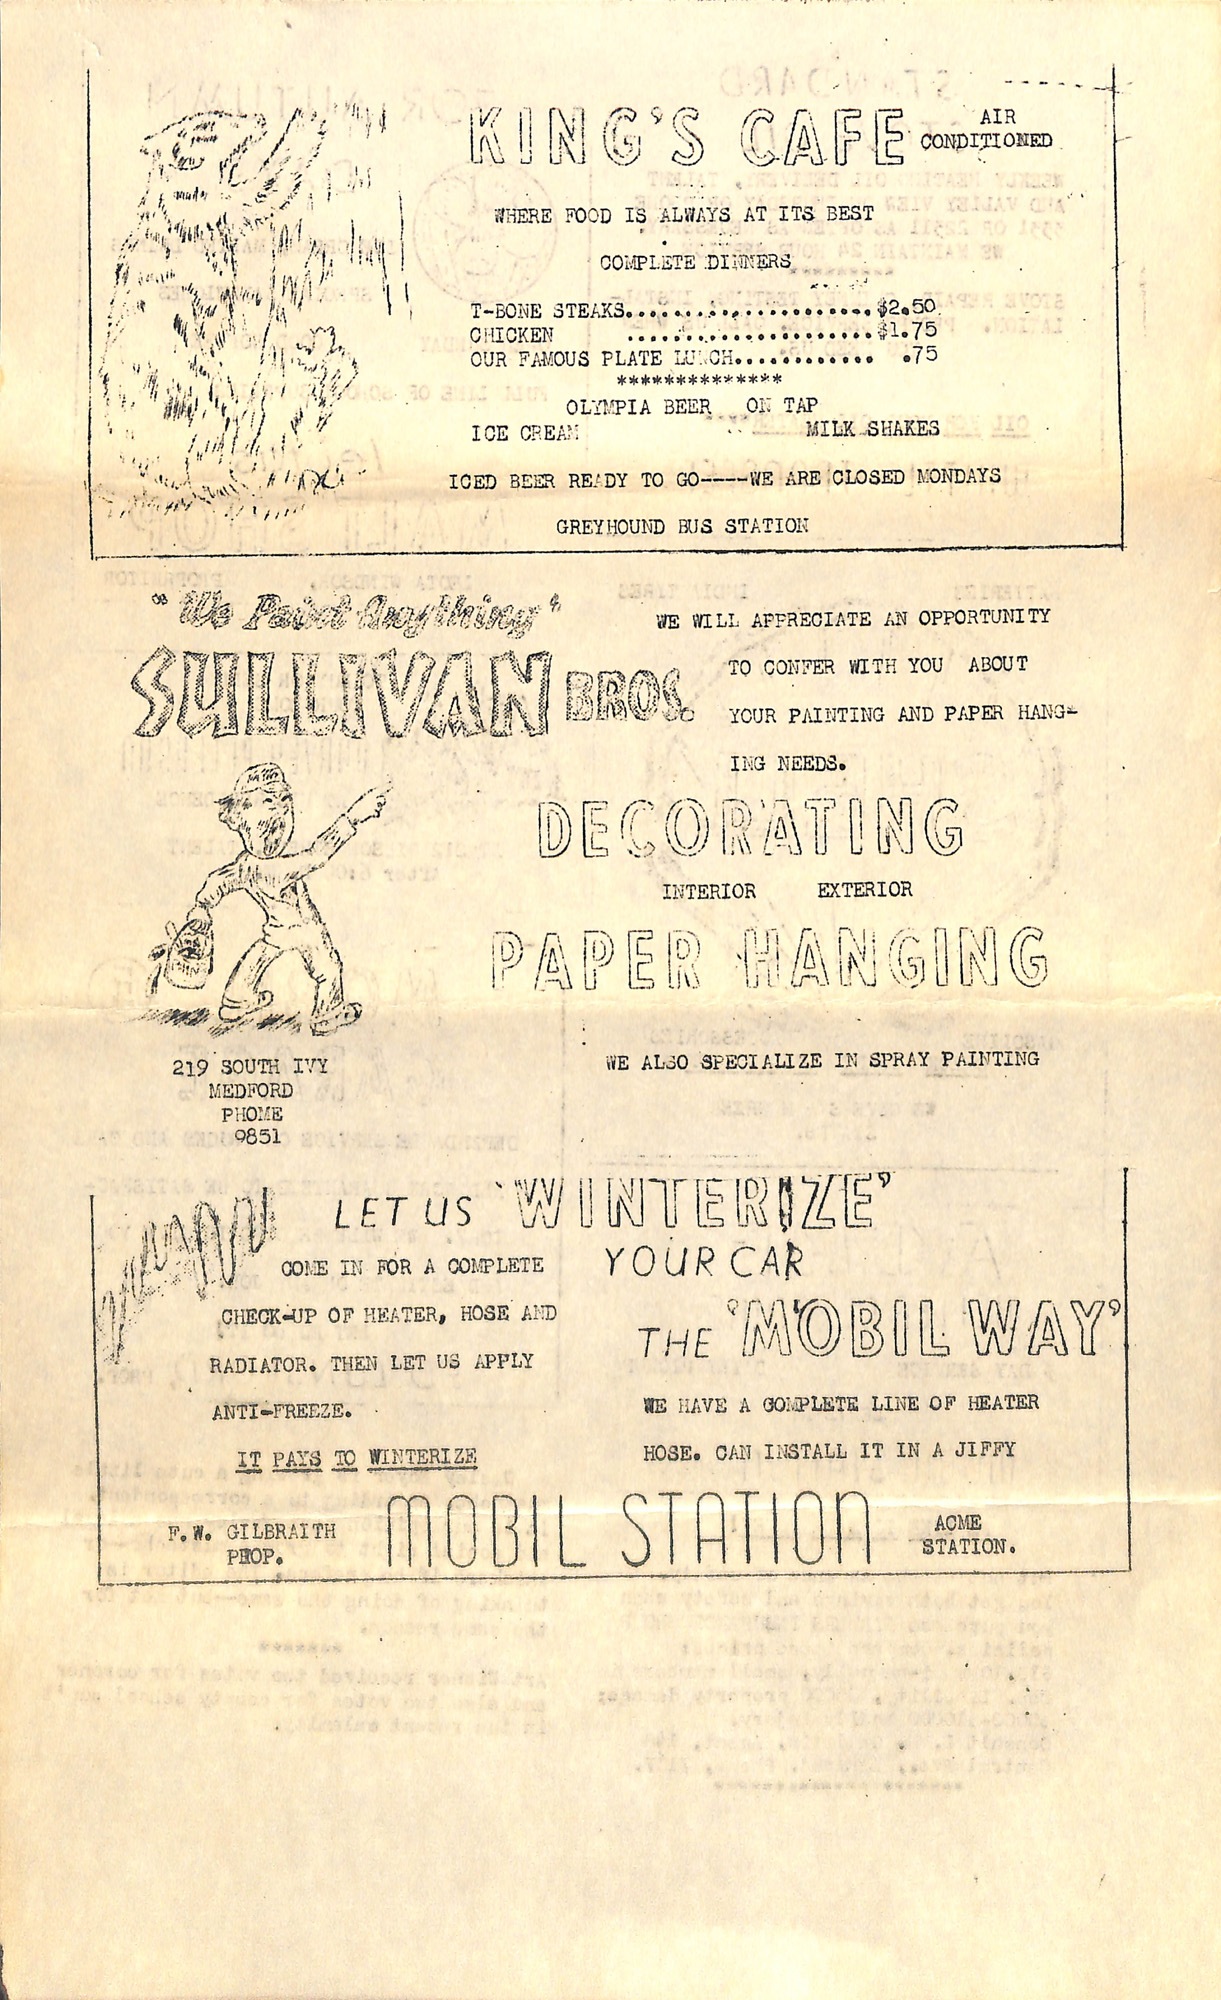 KING'S CAFE AIR
CONDITIONED
WHERE FOOD IS ALWAYS AT ITS BEST
COMPLETE DINNERS
T-BONE STEAKS.......................$2.50
CHICKEN .....................$1.75
OUR FAMOUS PLATE LUNCH............ .75
**************
OLYMPIA BEER ON TAP
ICE CREAM MILK SHAKES
ICED BEER READY TO GO----WE ARE CLOSED MONDAYS
GREYHOUND BUS STATION
"We Paint Anything"
SULLIVAN BROS.
WE WILL APPRECIATE AN OPPORTUNITY
TO CONFER WITH YOU ABOUT
YOUR PAINTING AND PAPER HANG-
ING NEEDS.
DECORATING
INTERIOR EXTERIOR
PAPER HANGING
219 SOUTH IVY
MEDFORD
PHONE
9851
WE ALSO SPECIALIZE IN SPRAY PAINTING
LET US 'WINTERIZE'
YOUR CAR
THE 'MOBIL WAY'
COME IN FOR A COMPLETE
CHECK-UP OF HEATER, HOSE AND
RADIATOR. THEN LET US APPLY
ANTI-FREEZE.
IT PAYS TO WINTERIZE
WE HAVE A COMPLETE LINE OF HEATER
HOSE. CAN INSTALL IT IN A JIFFY
F.W. GILBRAITH
PROP.
MOBIL STATION
ACME
STATION.